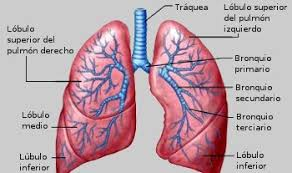 Tráquea
Lóbulo superior
del pulmón
izquierdo
Lóbulo
superior del
pulmón derecho
Bronquio
primario
Bronquio
secundario
Bronquio
terciario
Lóbulo
medio
Lúbulo
inferior
Lóbulo
inferior